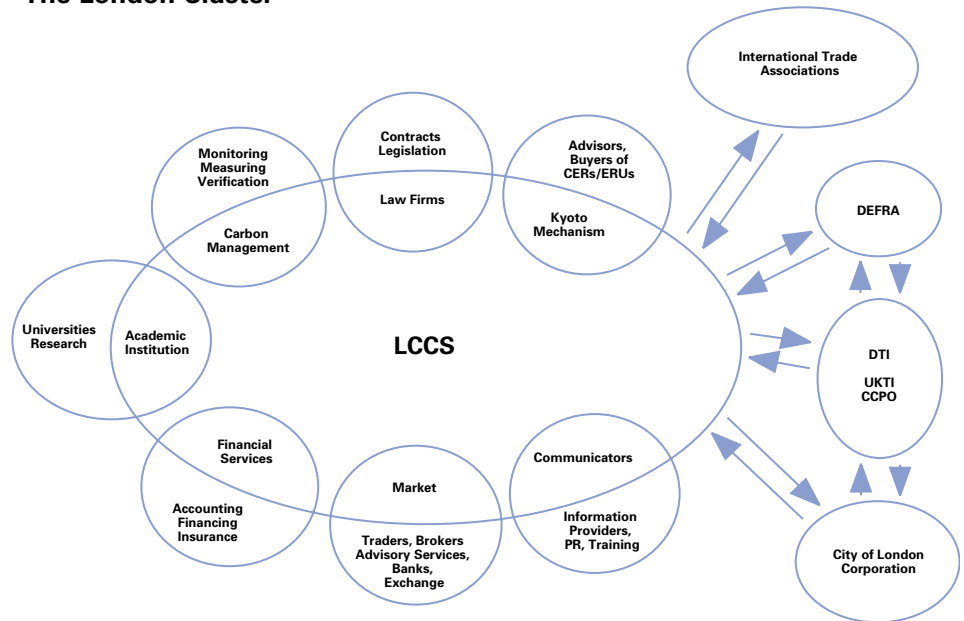 The London Cluster
International Trade
Associations
Contracts
Legislation
Law Firms
Advisors,
Buyers of
CERs/ERUs
Kyoto
Mechanism
Monitoring
Measuring
Verification
Carbon
Management
DEFRA
Universities
Research
Academic
Institution
LCCS
DTI
UKTI
CCPO
Financial
Services
Accounting
Financing
Insurance
Market
Traders, Brokers
Advisory Services,
Banks,
Exchange
Communicators
Information
Providers,
PR, Training
City of London
Corporation